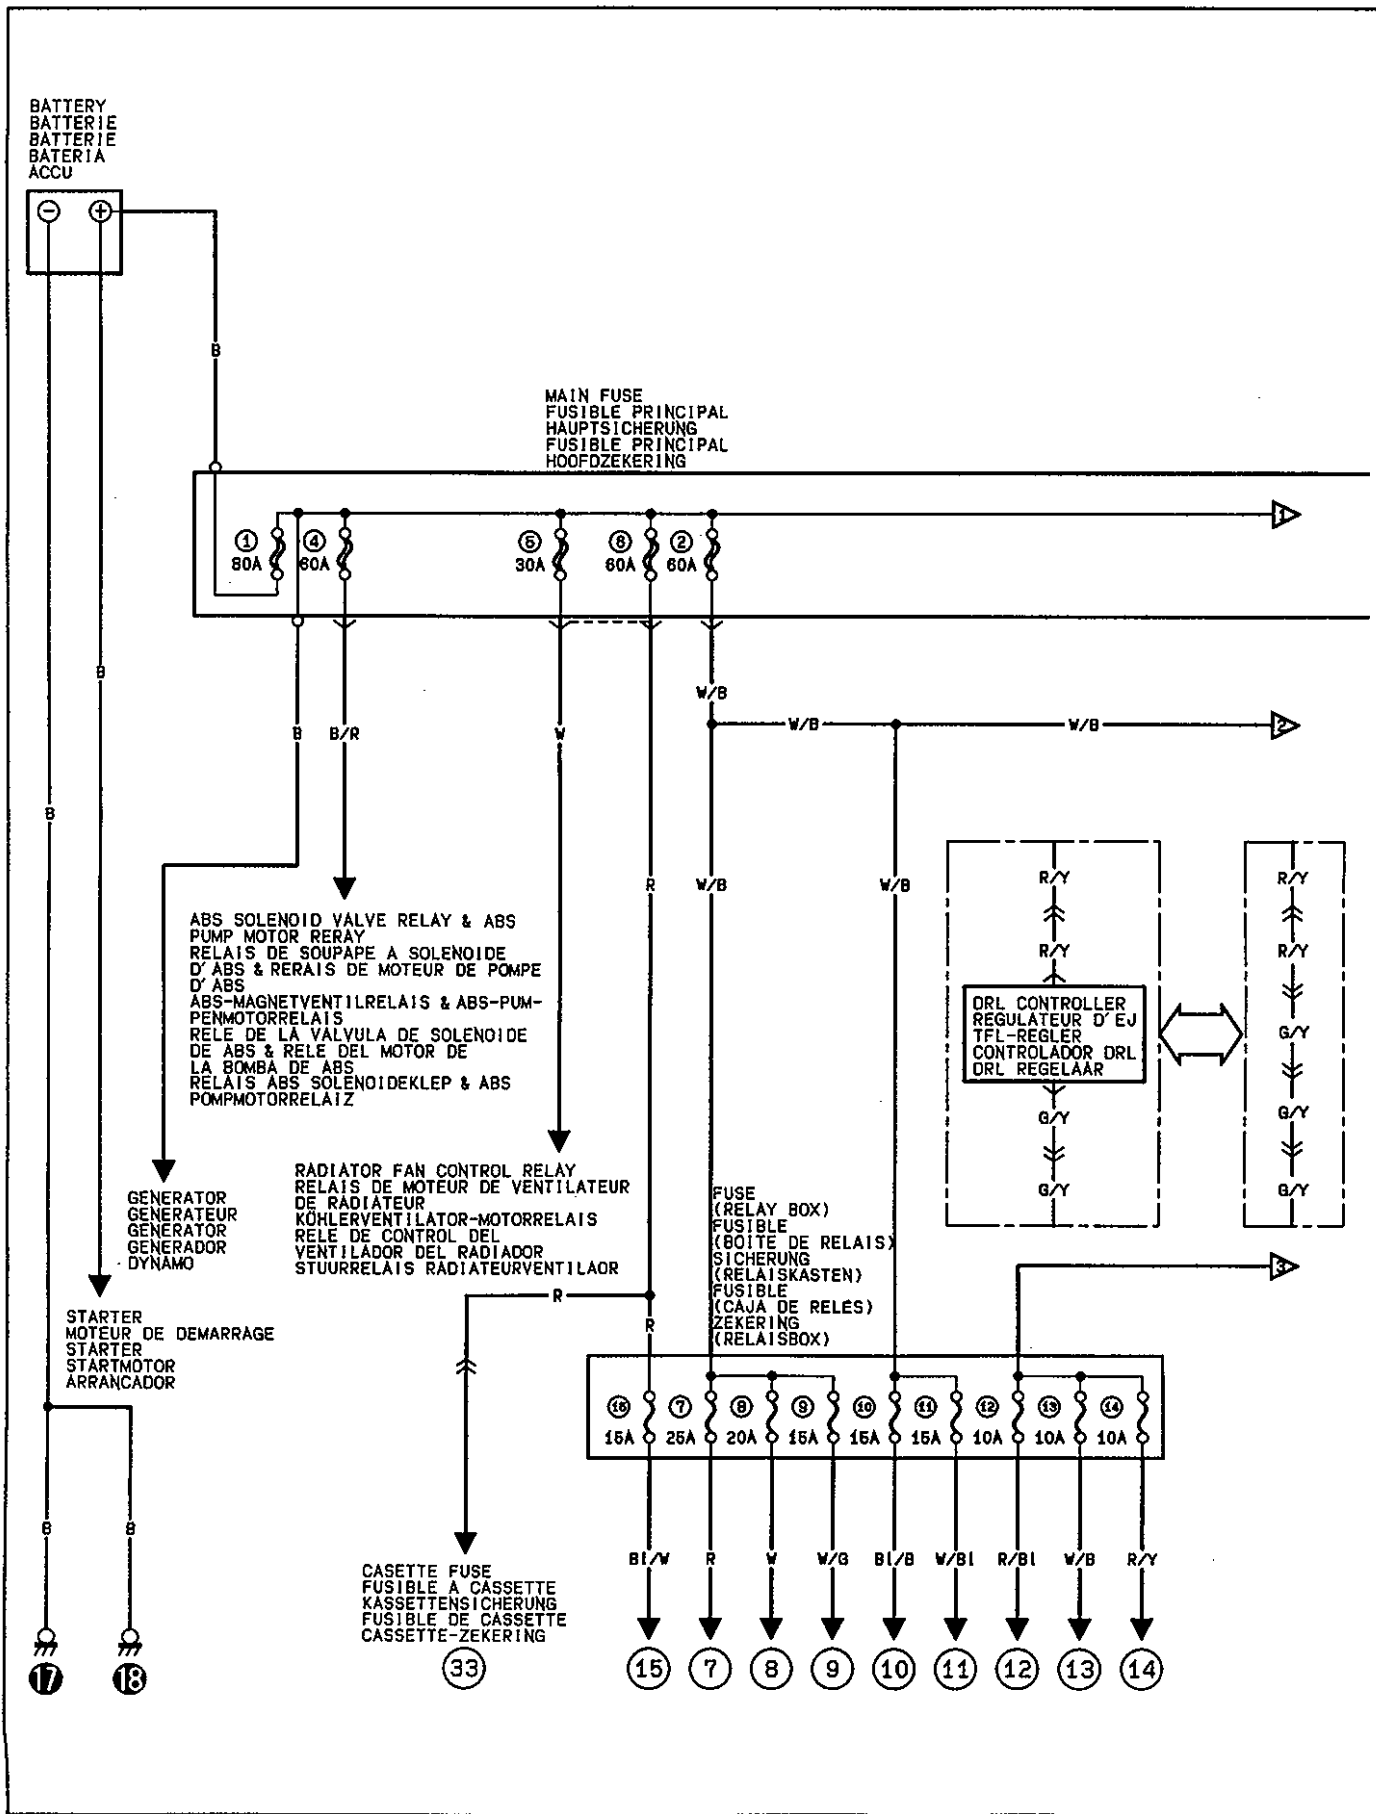 BATTERY
BATTERIE
BATTERIE
BATERIA
ACCU
B
MAIN FUSE
FUSIBLE PRINCIPAL
HAUPTSICHERUNG
FUSIBLE PRINCIPAL
HOOFDZEKERING
1
1 4 5 6 2
80A 60A 30A 60A 60A
B
W/B
W/B W/B 2
B B/R W
B
R W/B W/B R/Y R/Y
ABS SOLENOID VALVE RELAY & ABS
PUMP MOTOR RERAY
RELAIS DE SOUPAPE A SOLENOIDE
D'ABS & RERAIS DE MOTEUR DE POMPE
D'ABS
ABS-MAGNETVENTILRELAIS & ABS-PUM-
PENMOTORRELAIS
RELE DE LA VALVULA DE SOLENOIDE
DE ABS & RELE DEL MOTOR DE
LA BOMBA DE ABS
RELAIS ABS SOLENOIDEKLEP & ABS
POMPMOTORRELAIZ
R/Y R/Y
DRL CONTROLLER
REGULATEUR D'EJ
TFL-REGLER
CONTROLADOR DRL
DRL REGELAAR
G/Y
G/Y G/Y
G/Y G/Y
RADIATOR FAN CONTROL RELAY
RELAIS DE MOTEUR DE VENTILATEUR
DE RADIATEUR
KÖHLERVENTILATOR-MOTORRELAIS
RELE DE CONTROL DEL
VENTILADOR DEL RADIADOR
STUURRELAIS RADIATEURVENTILAOR
GENERATOR
GENERATEUR
GENERATOR
GENERADOR
DYNAMO
FUSE
(RELAY BOX)
FUSIBLE
(BOITE DE RELAIS)
SICHERUNG
(RELAISKASTEN)
FUSIBLE
(CAJA DE RELES)
ZEKERING
(RELAISBOX)
3
R
R
STARTER
MOTEUR DE DEMARRAGE
STARTER
STARTMOTOR
ARRANCADOR
15 7 8 9 10 11 12 13 14
15A 25A 20A 15A 15A 15A 10A 10A 10A
B B
Bl/W R W W/G Bl/B W/Bl R/Bl W/B R/Y
CASETTE FUSE
FUSIBLE A CASSETTE
KASSETTENSICHERUNG
FUSIBLE DE CASSETTE
CASSETTE-ZEKERING
17 18 33 15 7 8 9 10 11 12 13 14